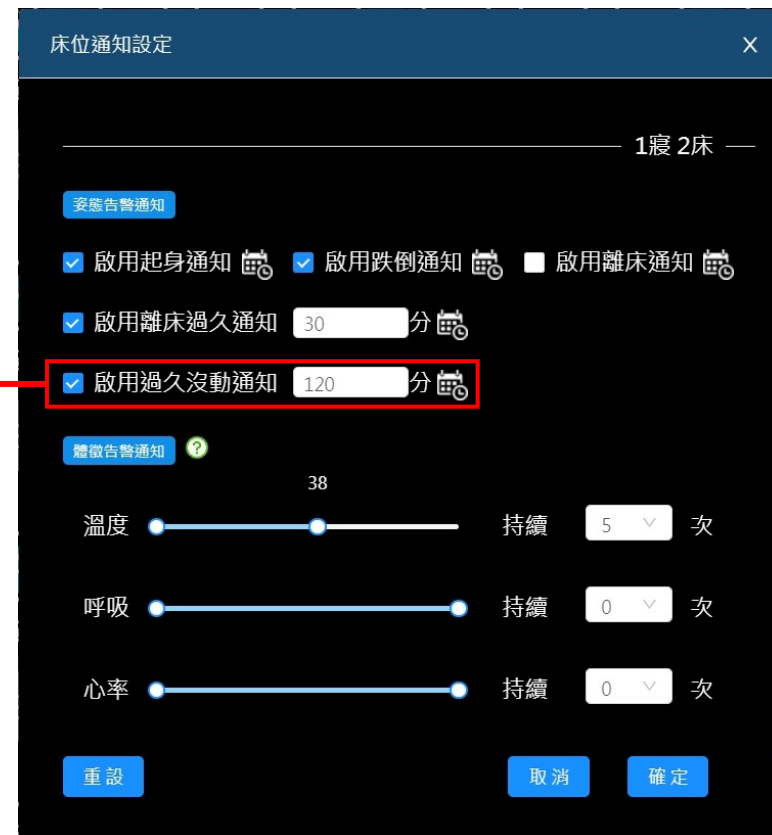 床位通知設定 X
1寢 2床
姿態告警通知
啟用起身通知 啟用跌倒通知 啟用離床通知
啟用離床過久通知 30 分
啟用過久沒動通知 120 分
體徵告警通知 ?
38
溫度 持續 5 次
呼吸 持續 0 次
心率 持續 0 次
重設 取消 確定